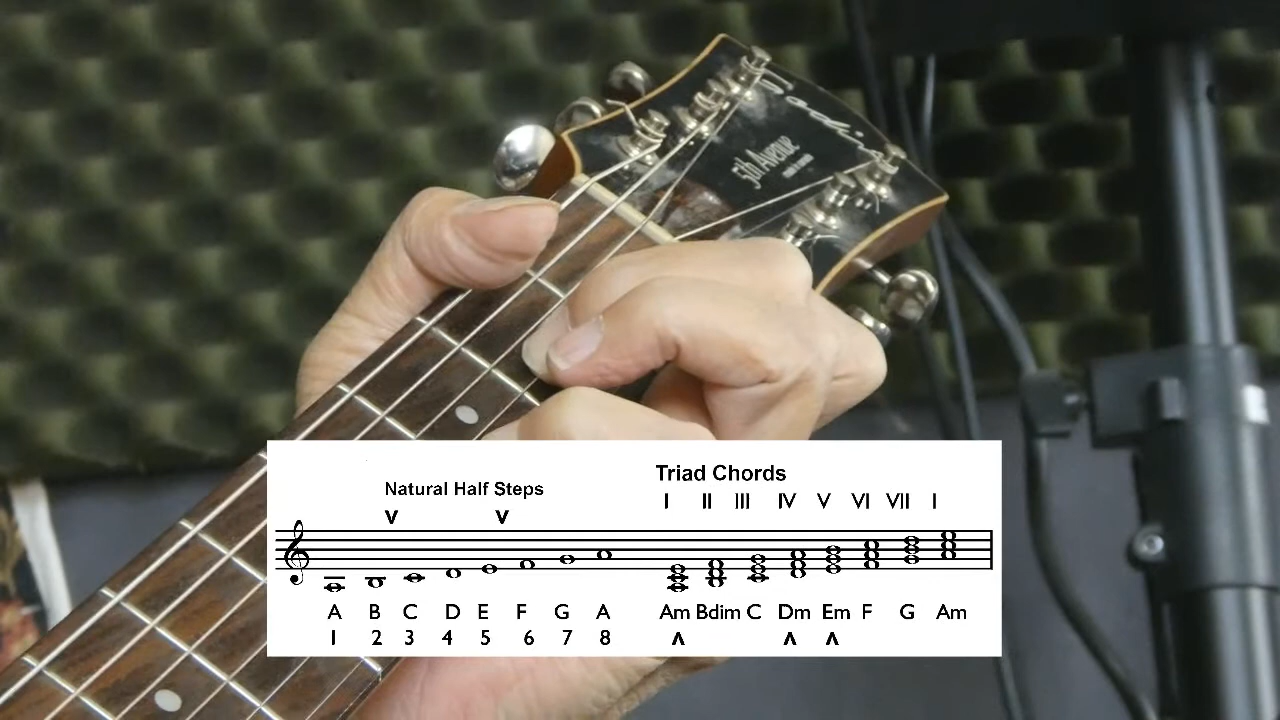 Godin
5th Avenue
Triad Chords
Natural Half Steps
I II III IV V VI VII I
V V
A B C D E F G A Am Bdim C Dm Em F G Am
1 2 3 4 5 6 7 8 ʌ ʌ ʌ